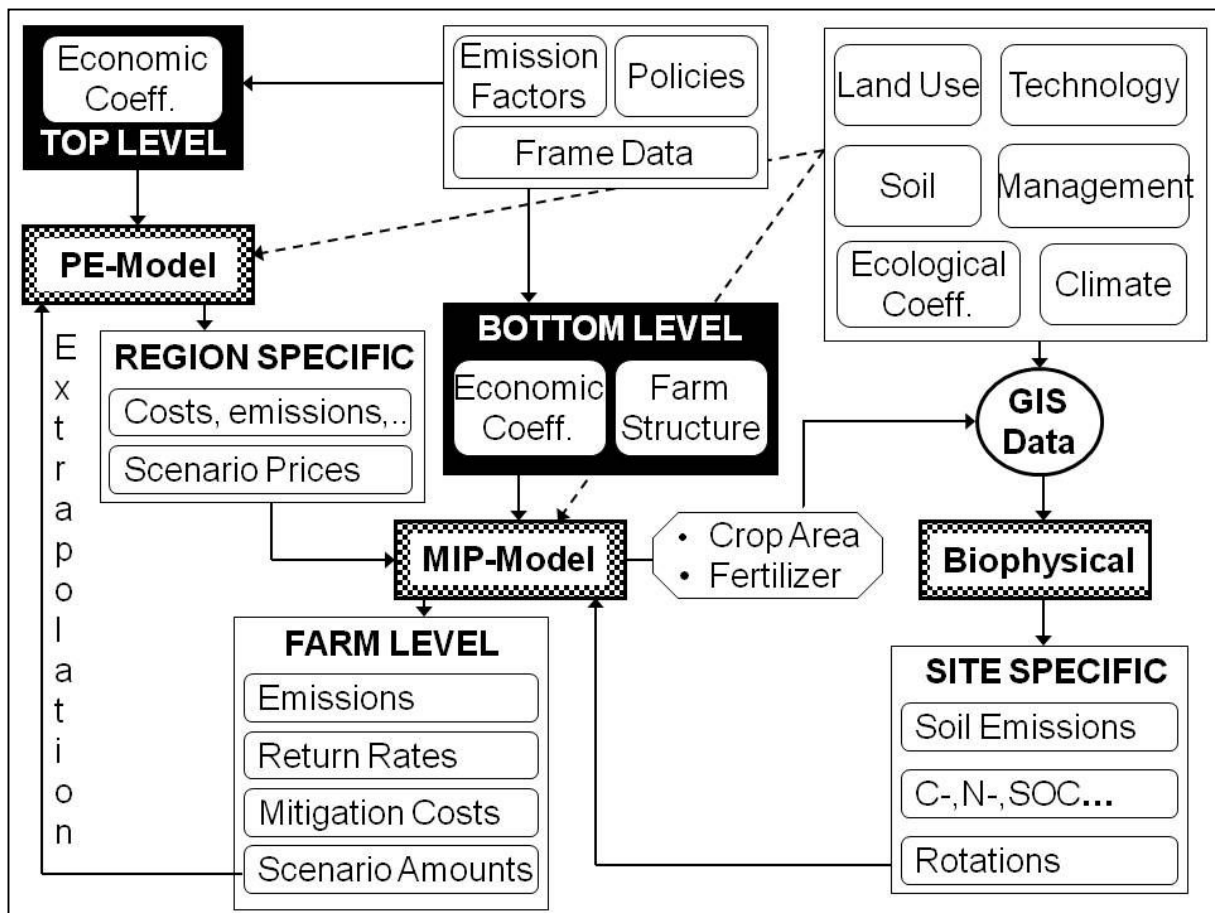 Economic
Coeff.
TOP LEVEL
Emission
Factors
Policies
Frame Data
Land Use
Technology
Soil
Management
Ecological
Coeff.
Climate
PE-Model
Extrapolation
REGION SPECIFIC
Costs, emissions,..
Scenario Prices
BOTTOM LEVEL
Economic
Coeff.
Farm
Structure
GIS
Data
MIP-Model
• Crop Area
• Fertilizer
Biophysical
FARM LEVEL
Emissions
Return Rates
Mitigation Costs
Scenario Amounts
SITE SPECIFIC
Soil Emissions
C-,N-,SOC...
Rotations